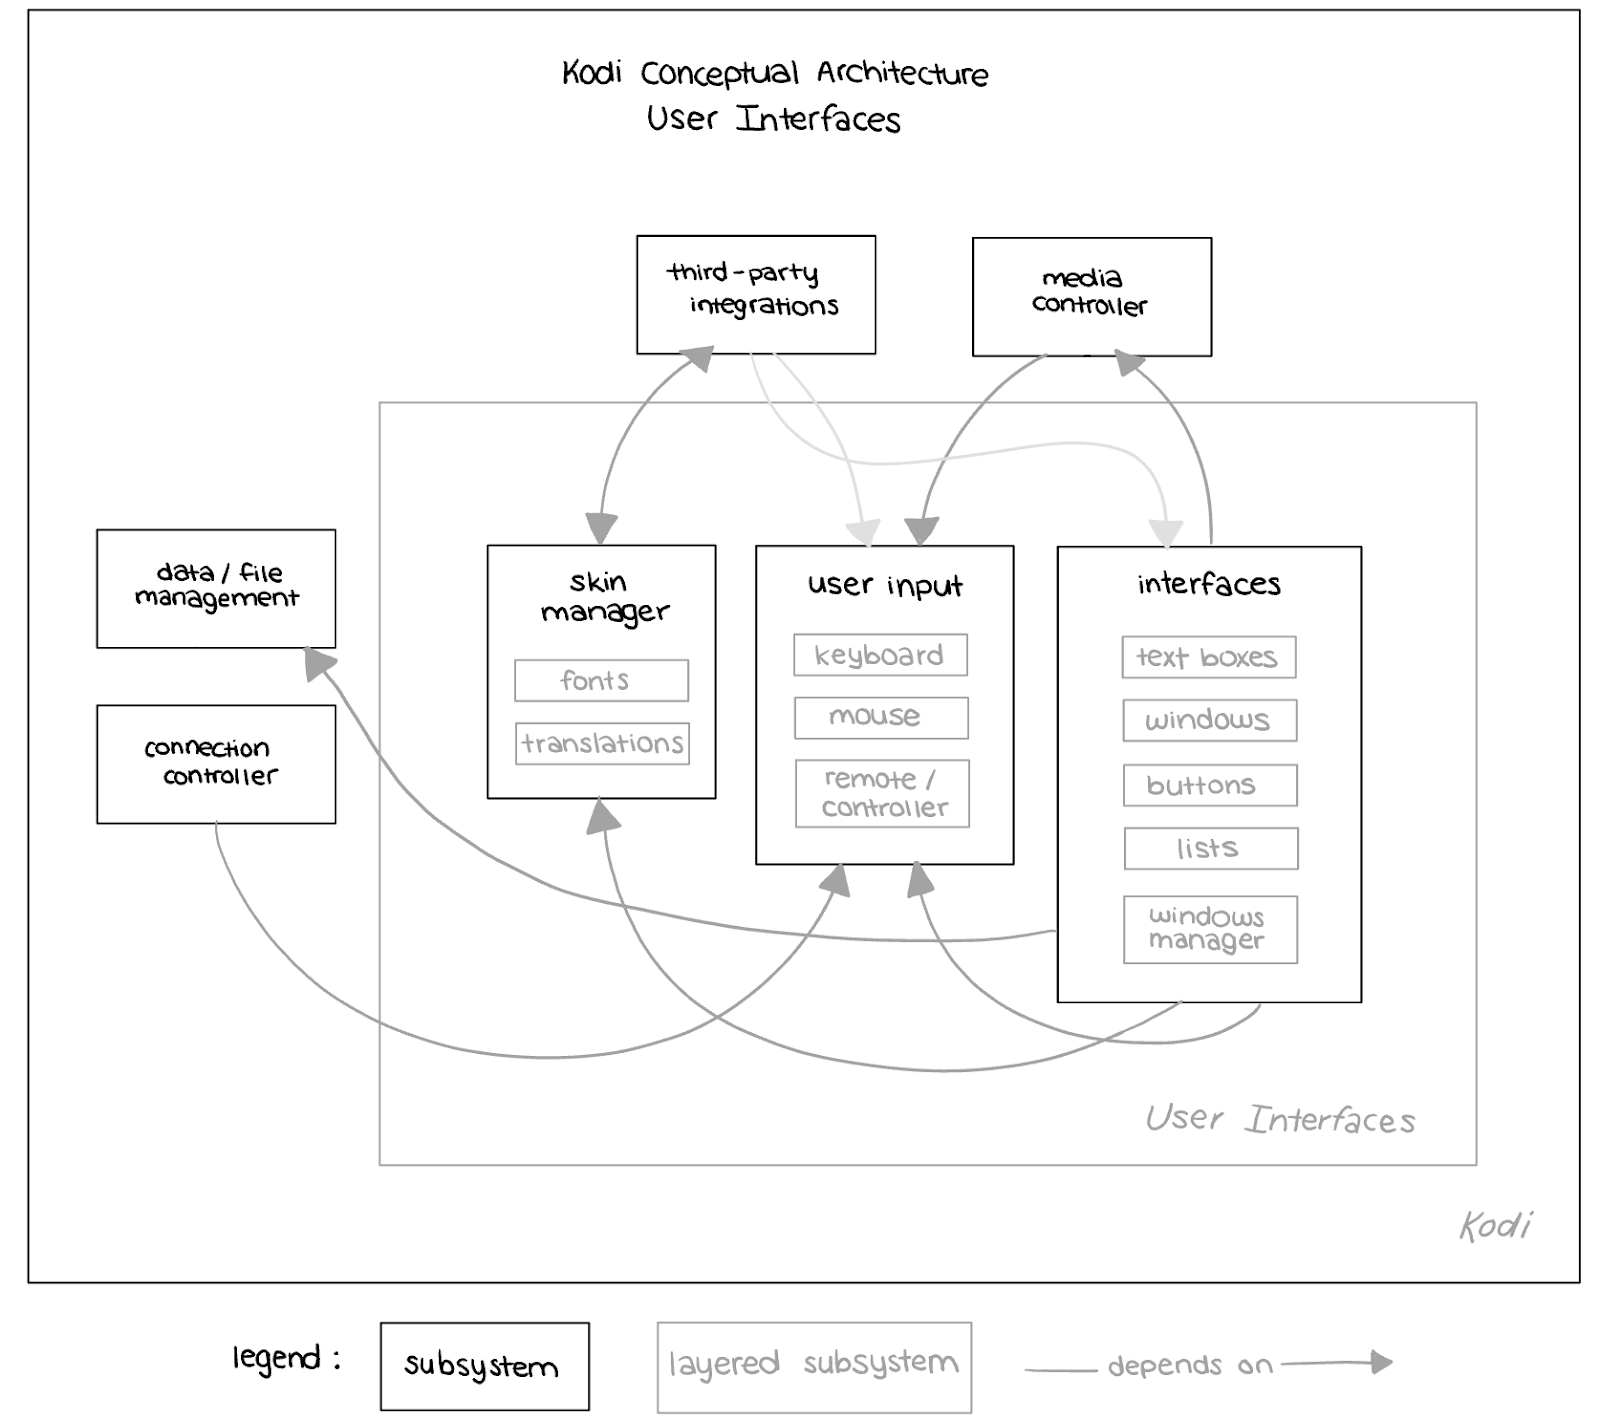 Kodi Conceptual Architecture
User Interfaces
third-party
integrations
media
controller
data / file
management
connection
controller
skin
manager
fonts
translations
user input
keyboard
mouse
remote /
controller
interfaces
text boxes
windows
buttons
lists
windows
manager
User Interfaces
Kodi
legend :
subsystem
layered subsystem
depends on